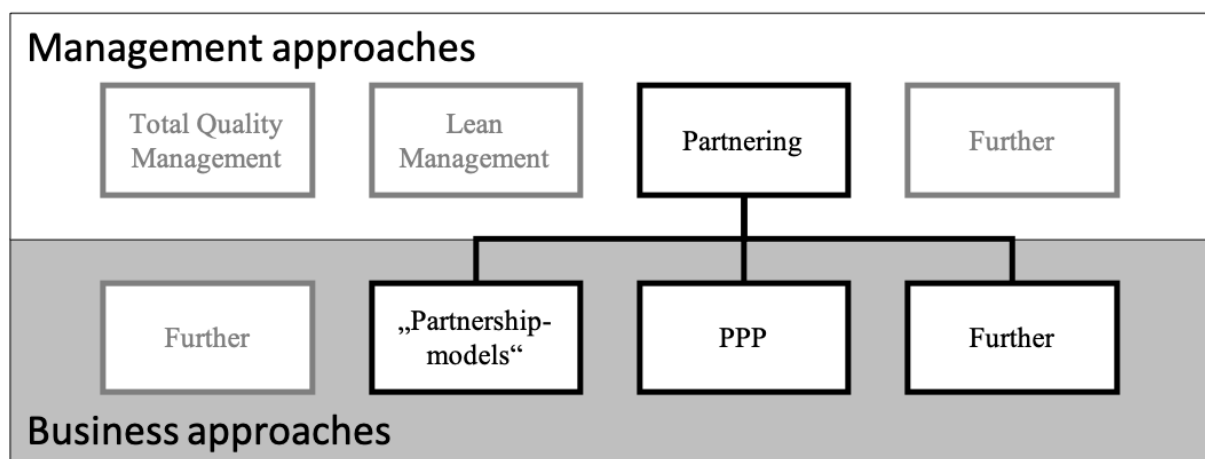 Management approaches
Total Quality
Management
Lean
Management
Partnering
Further
Further
„Partnership-
models“
PPP
Further
Business approaches